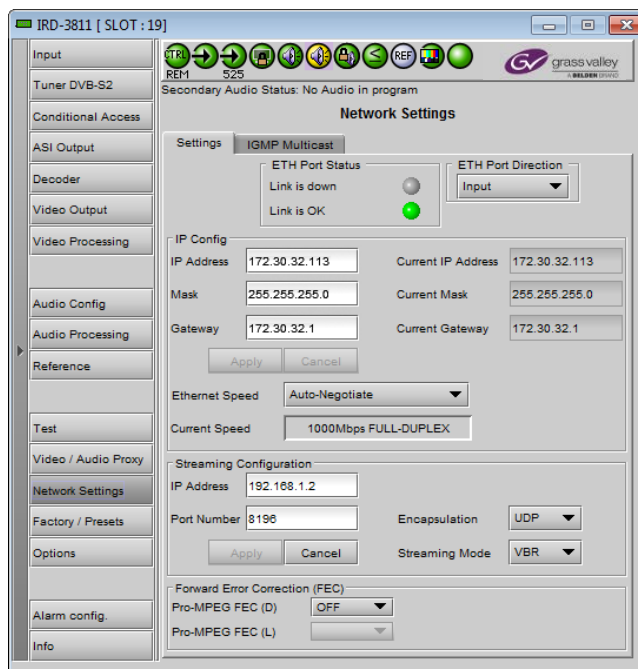 IRD-3811 [ SLOT : 19]
Input
Tuner DVB-S2
Conditional Access
ASI Output
Decoder
Video Output
Video Processing
Audio Config
Audio Processing
Reference
Test
Video / Audio Proxy
Network Settings
Factory / Presets
Options
Alarm config.
Info
CTRL
REF
REM
525
GV
grass valley
A BELDEN BRAND
Secondary Audio Status: No Audio in program
Network Settings
Settings
IGMP Multicast
ETH Port Status
ETH Port Direction
Link is down
Input
Link is OK
IP Config
IP Address 172.30.32.113 Current IP Address 172.30.32.113
Mask 255.255.255.0 Current Mask 255.255.255.0
Gateway 172.30.32.1 Current Gateway 172.30.32.1
Apply Cancel
Ethernet Speed Auto-Negotiate
Current Speed 1000Mbps FULL-DUPLEX
Streaming Configuration
IP Address 192.168.1.2
Port Number 8196 Encapsulation UDP
Apply Cancel Streaming Mode VBR
Forward Error Correction (FEC)
Pro-MPEG FEC (D) OFF
Pro-MPEG FEC (L)